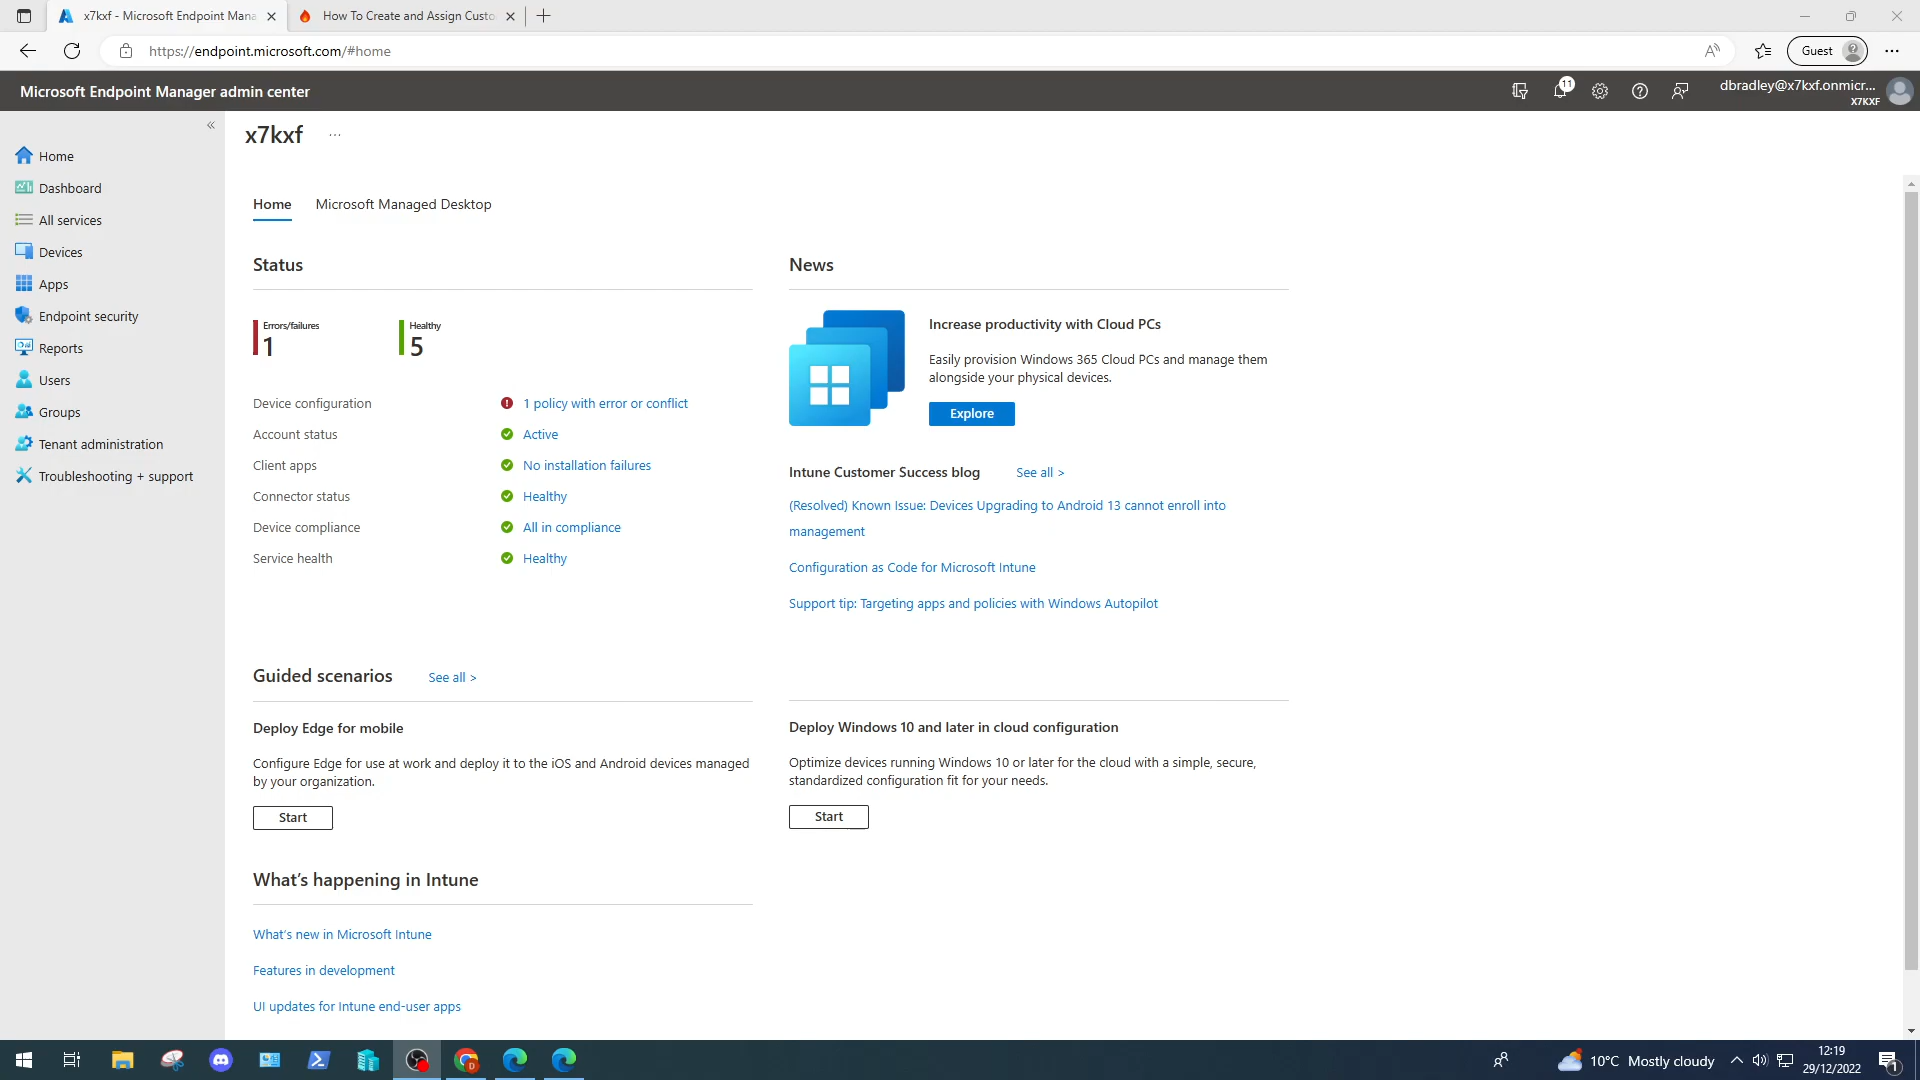 x7kxf - Microsoft Endpoint Mana
How To Create and Assign Custo
https://endpoint.microsoft.com/#home
Guest
Microsoft Endpoint Manager admin center
11
dbradley@x7kxf.onmicr...
X7KXF
x7kxf
...
Home
Dashboard
All services
Devices
Apps
Endpoint security
Reports
Users
Groups
Tenant administration
Troubleshooting + support
Home
Microsoft Managed Desktop
Status
Errors/failures
1
Healthy
5
Device configuration
1 policy with error or conflict
Account status
Active
Client apps
No installation failures
Connector status
Healthy
Device compliance
All in compliance
Service health
Healthy
News
Increase productivity with Cloud PCs
Easily provision Windows 365 Cloud PCs and manage them
alongside your physical devices.
Explore
Intune Customer Success blog
See all >
(Resolved) Known Issue: Devices Upgrading to Android 13 cannot enroll into
management
Configuration as Code for Microsoft Intune
Support tip: Targeting apps and policies with Windows Autopilot
Guided scenarios
See all >
Deploy Edge for mobile
Configure Edge for use at work and deploy it to the iOS and Android devices managed
by your organization.
Start
Deploy Windows 10 and later in cloud configuration
Optimize devices running Windows 10 or later for the cloud with a simple, secure,
standardized configuration fit for your needs.
Start
What's happening in Intune
What's new in Microsoft Intune
Features in development
UI updates for Intune end-user apps
D
10°C Mostly cloudy
12:19
29/12/2022
1